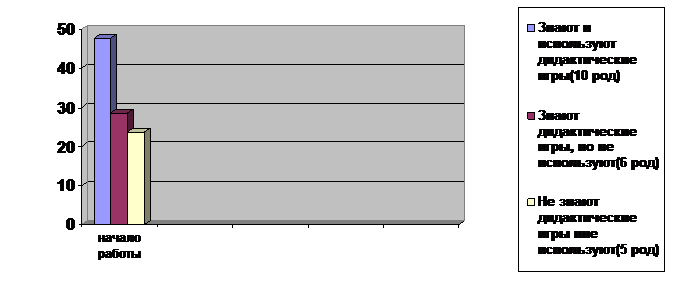 50
40
30
20
10
0
начало
работы
Знают и
используют
дидактические
игры(10 род)
Знают
дидактические
игры, но не
используют(6 род)
Не знают
дидактические
игры ине
используют(5 род)